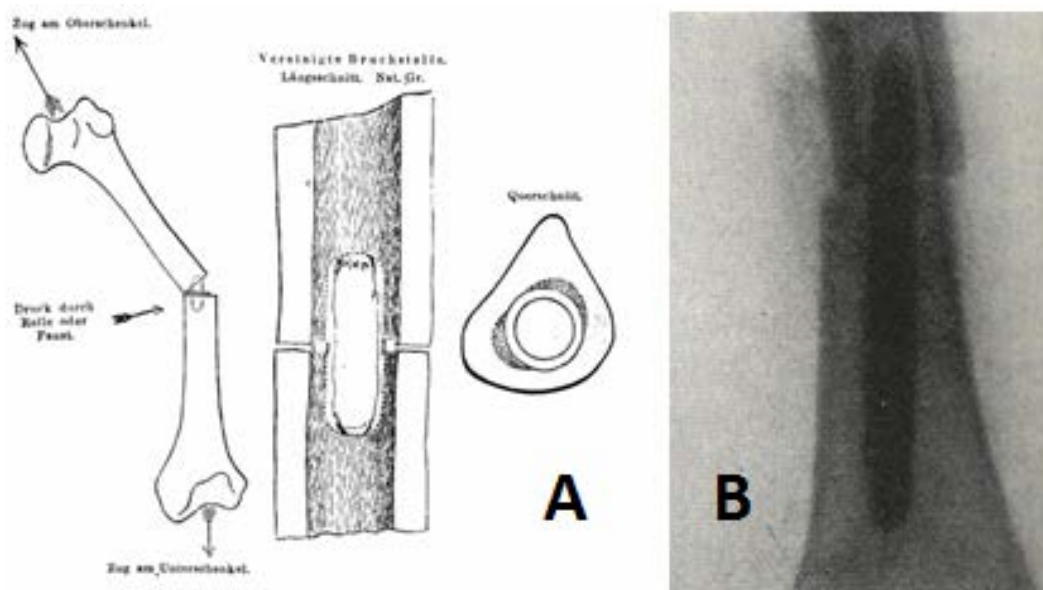 Zug am Oberschenkel.
Vereinigte Bruchstelle.
Längsschnitt. Nat. Gr.
Querschnitt.
Druck durch
Rolle oder
Faust.
Zug am Unterschenkel.
A
B